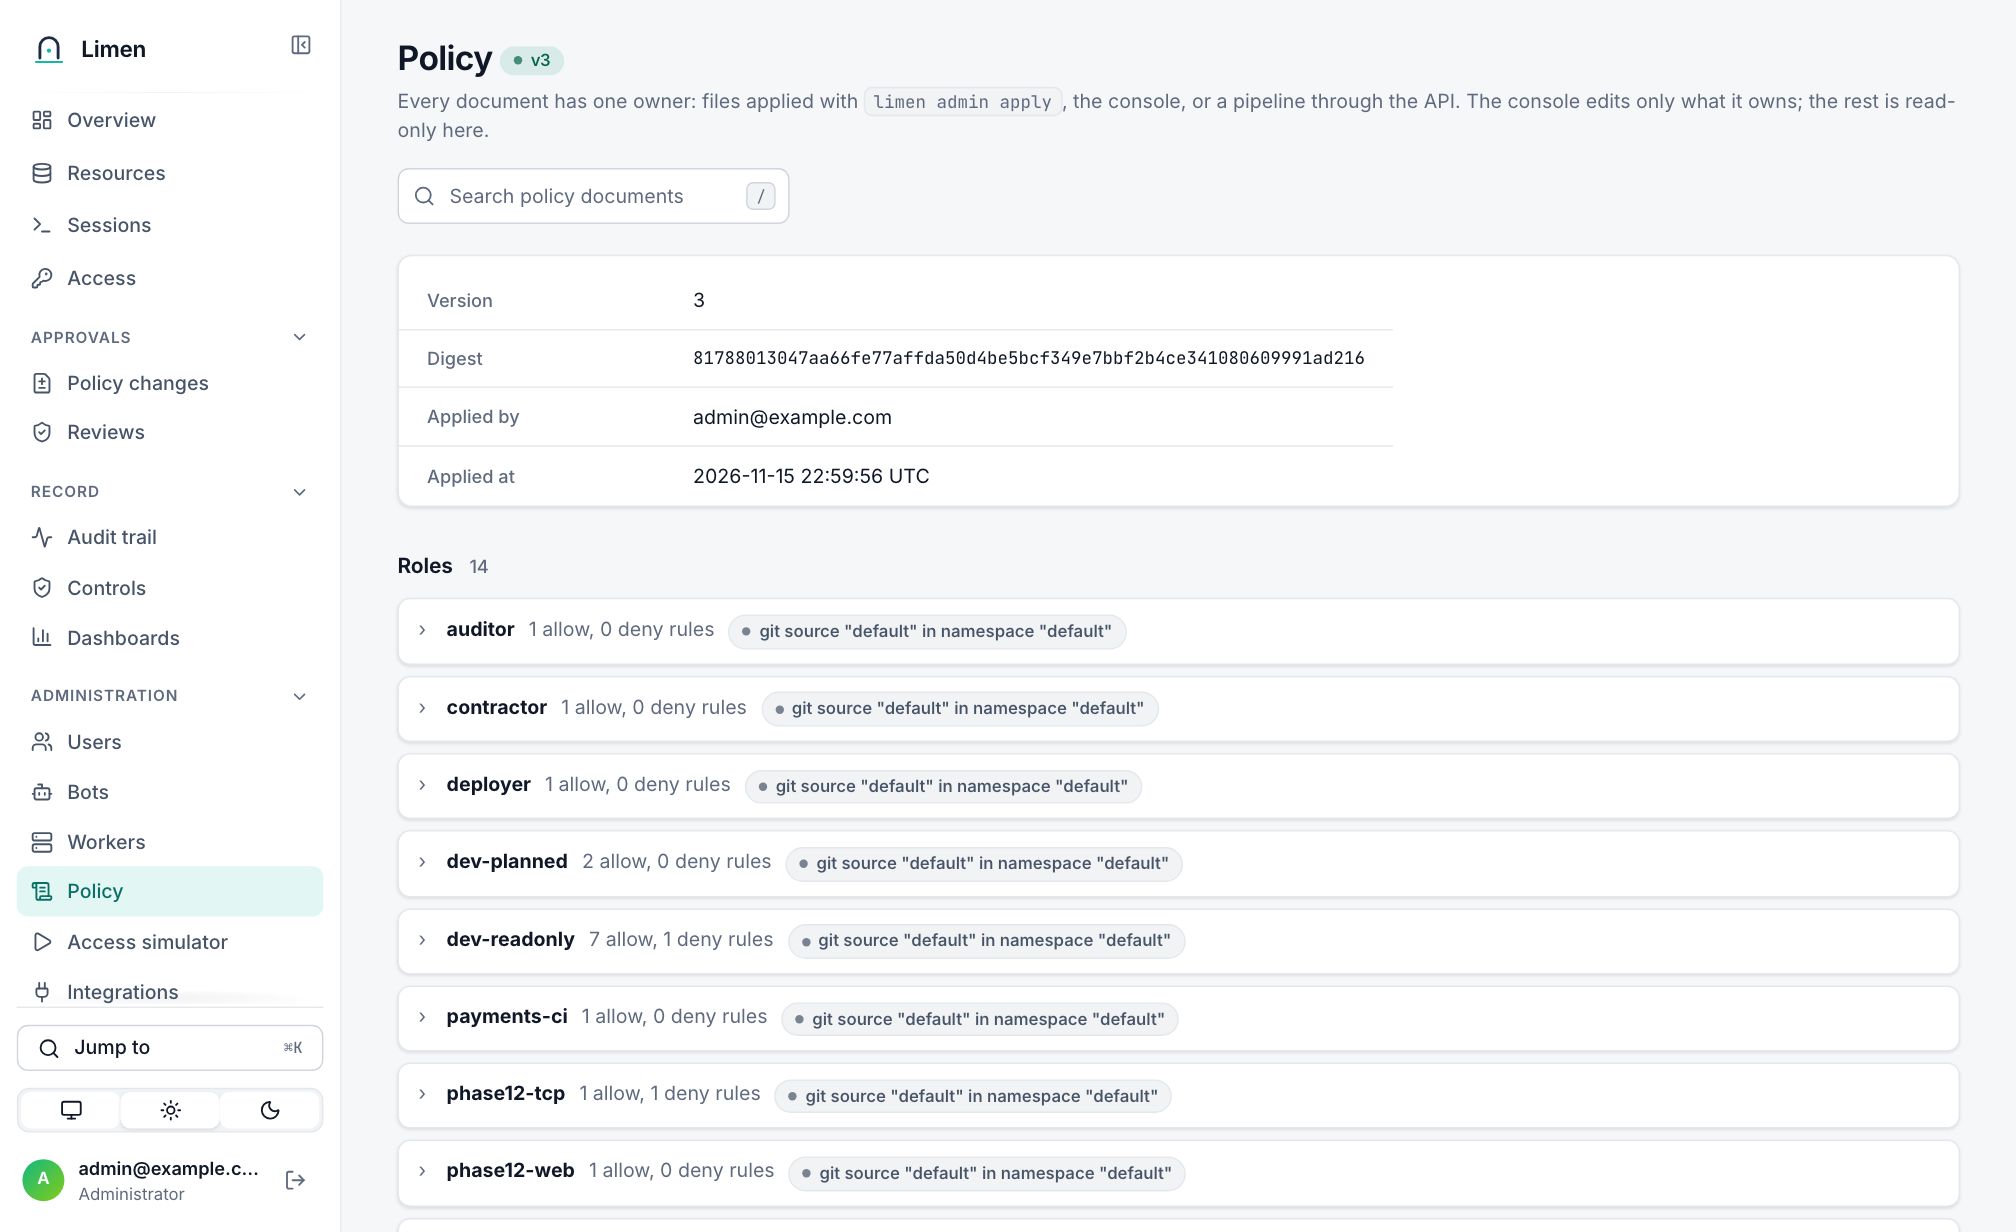 Limen
Overview
Resources
Sessions
Access
APPROVALS
Policy changes
Reviews
RECORD
Audit trail
Controls
Dashboards
ADMINISTRATION
Users
Bots
Workers
Policy
Access simulator
Integrations
Jump to ⌘K
A
admin@example.c...
Administrator
Policy v3
Every document has one owner: files applied with limen admin apply, the console, or a pipeline through the API. The console edits only what it owns; the rest is read-
only here.
Search policy documents /
Version 3
Digest 81788013047aa66fe77affda50d4be5bcf349e7bbf2b4ce341080609991ad216
Applied by admin@example.com
Applied at 2026-11-15 22:59:56 UTC
Roles 14
auditor 1 allow, 0 deny rules git source "default" in namespace "default"
contractor 1 allow, 0 deny rules git source "default" in namespace "default"
deployer 1 allow, 0 deny rules git source "default" in namespace "default"
dev-planned 2 allow, 0 deny rules git source "default" in namespace "default"
dev-readonly 7 allow, 1 deny rules git source "default" in namespace "default"
payments-ci 1 allow, 0 deny rules git source "default" in namespace "default"
phase12-tcp 1 allow, 1 deny rules git source "default" in namespace "default"
phase12-web 1 allow, 0 deny rules git source "default" in namespace "default"